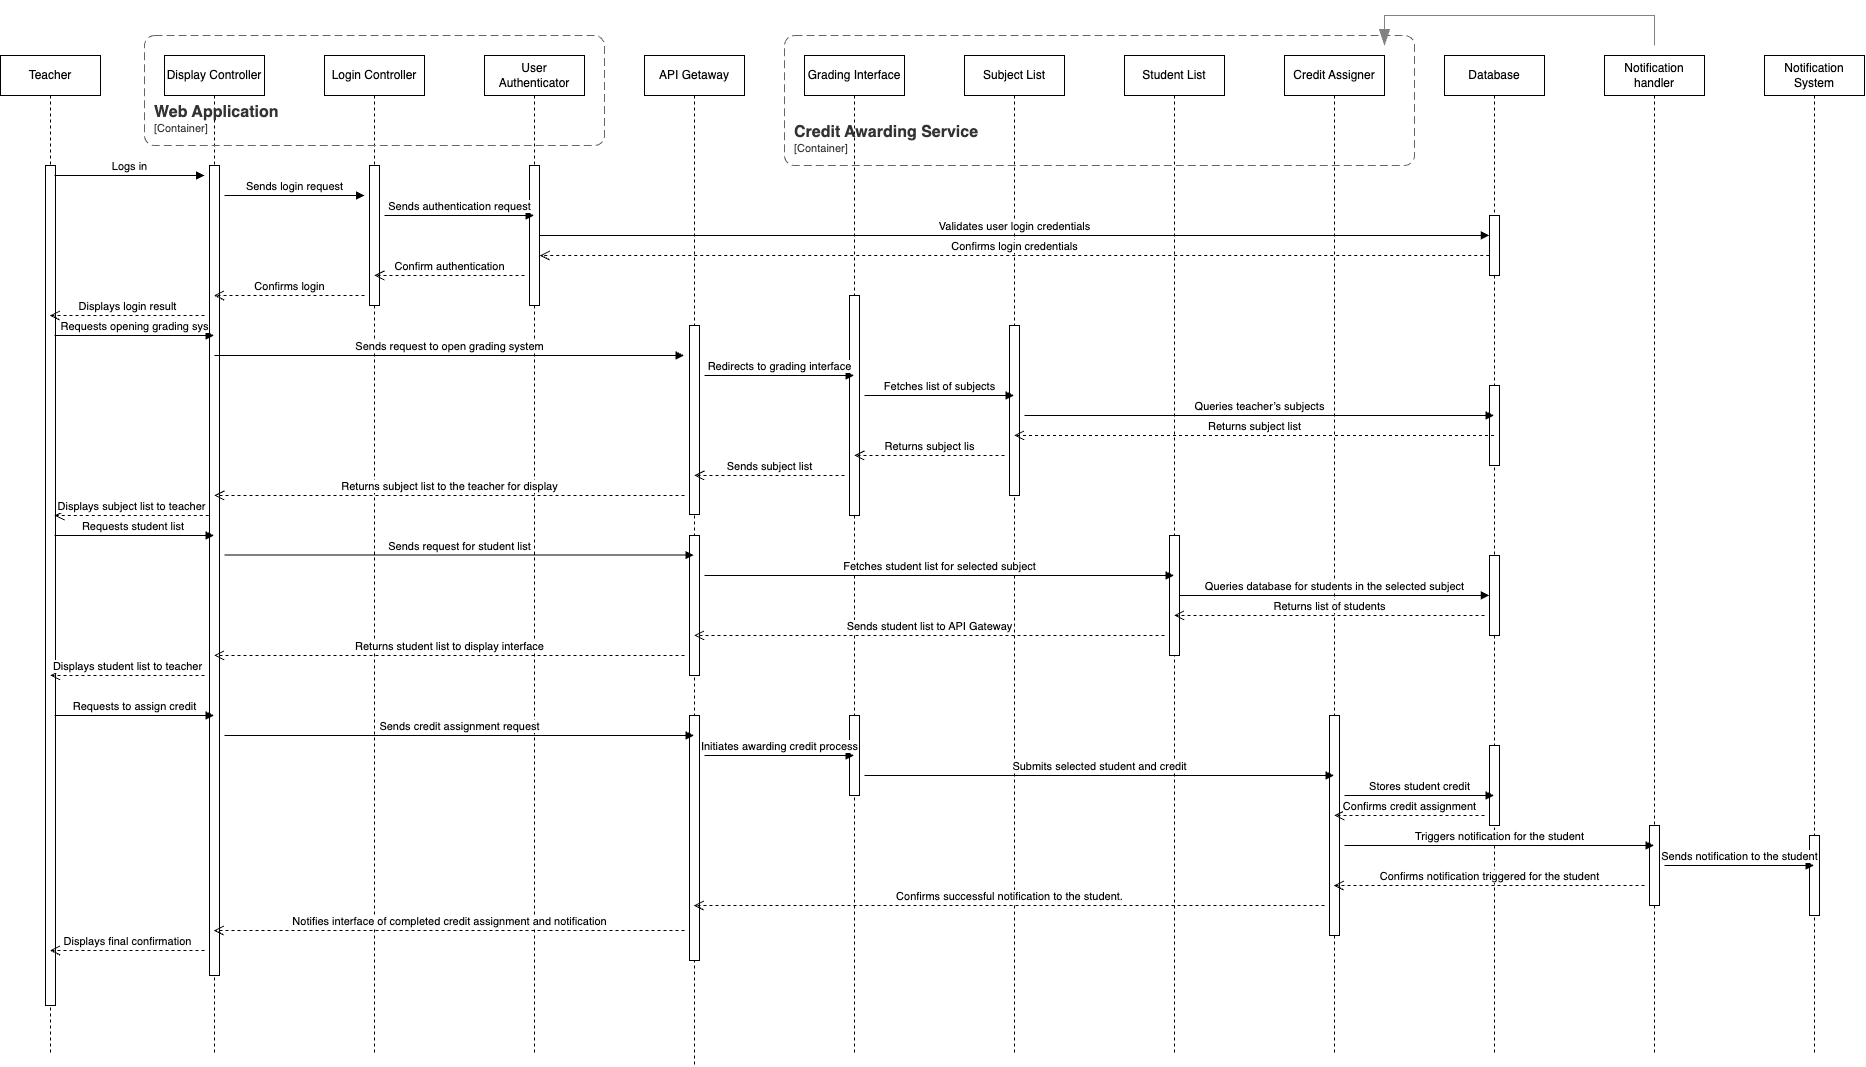 Teacher
Display Controller
Login Controller
User
Authenticator
API Getaway
Grading Interface
Subject List
Student List
Credit Assigner
Database
Notification
handler
Notification
System
Web Application
[Container]
Credit Awarding Service
[Container]
Logs in
Sends login request
Sends authentication request
Validates user login credentials
Confirms login credentials
Confirm authentication
Confirms login
Displays login result
Requests opening grading sys
Sends request to open grading system
Redirects to grading interface
Fetches list of subjects
Queries teacher's subjects
Returns subject list
Returns subject lis
Sends subject list
Returns subject list to the teacher for display
Displays subject list to teacher
Requests student list
Sends request for student list
Fetches student list for selected subject
Queries database for students in the selected subject
Returns list of students
Sends student list to API Gateway
Returns student list to display interface
Displays student list to teacher
Requests to assign credit
Sends credit assignment request
Initiates awarding credit process
Submits selected student and credit
Stores student credit
Confirms credit assignment
Triggers notification for the student
Sends notification to the student
Confirms notification triggered for the student
Confirms successful notification to the student.
Notifies interface of completed credit assignment and notification
Displays final confirmation